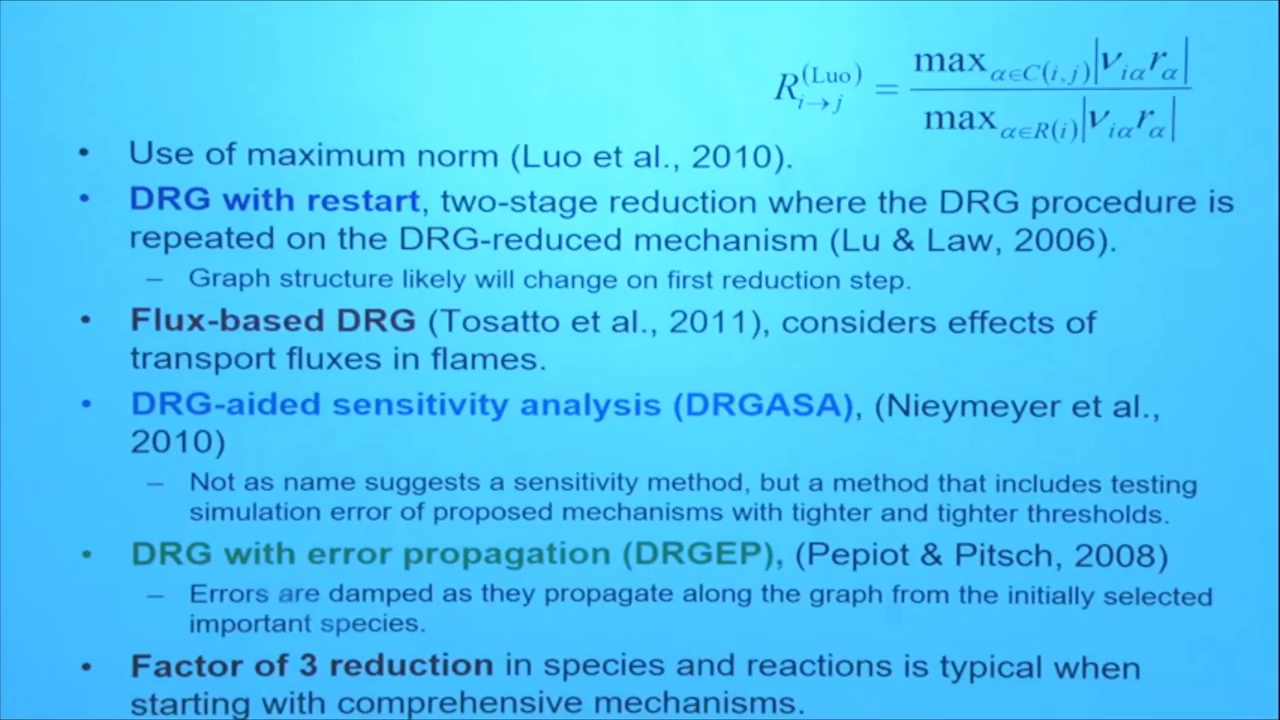 R_{i→j}^{(Luo)} = max_{α∈C(i,j)}|ν_{iα}r_α| / max_{α∈R(i)}|ν_{iα}r_α|
• Use of maximum norm (Luo et al., 2010).
• DRG with restart, two-stage reduction where the DRG procedure is
repeated on the DRG-reduced mechanism (Lu & Law, 2006).
– Graph structure likely will change on first reduction step.
• Flux-based DRG (Tosatto et al., 2011), considers effects of
transport fluxes in flames.
• DRG-aided sensitivity analysis (DRGASA), (Nieymeyer et al.,
2010)
– Not as name suggests a sensitivity method, but a method that includes testing
simulation error of proposed mechanisms with tighter and tighter thresholds.
• DRG with error propagation (DRGEP), (Pepiot & Pitsch, 2008)
– Errors are damped as they propagate along the graph from the initially selected
important species.
• Factor of 3 reduction in species and reactions is typical when
starting with comprehensive mechanisms.